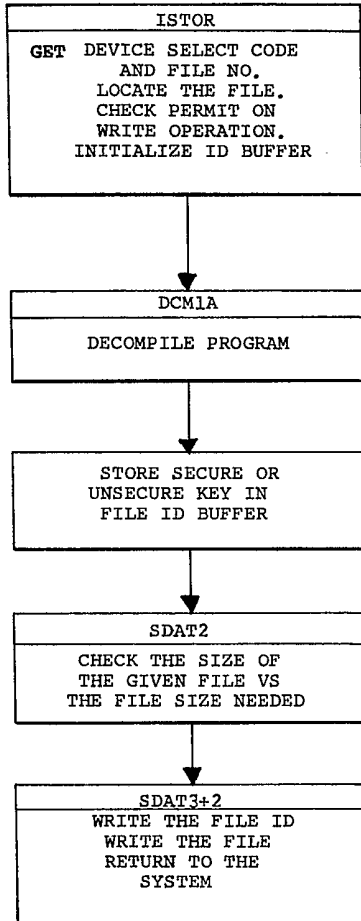 ISTOR
GET DEVICE SELECT CODE
AND FILE NO.
LOCATE THE FILE.
CHECK PERMIT ON
WRITE OPERATION.
INITIALIZE ID BUFFER
DCM1A
DECOMPILE PROGRAM
STORE SECURE OR
UNSECURE KEY IN
FILE ID BUFFER
SDAT2
CHECK THE SIZE OF
THE GIVEN FILE VS
THE FILE SIZE NEEDED
SDAT3+2
WRITE THE FILE ID
WRITE THE FILE
RETURN TO THE
SYSTEM